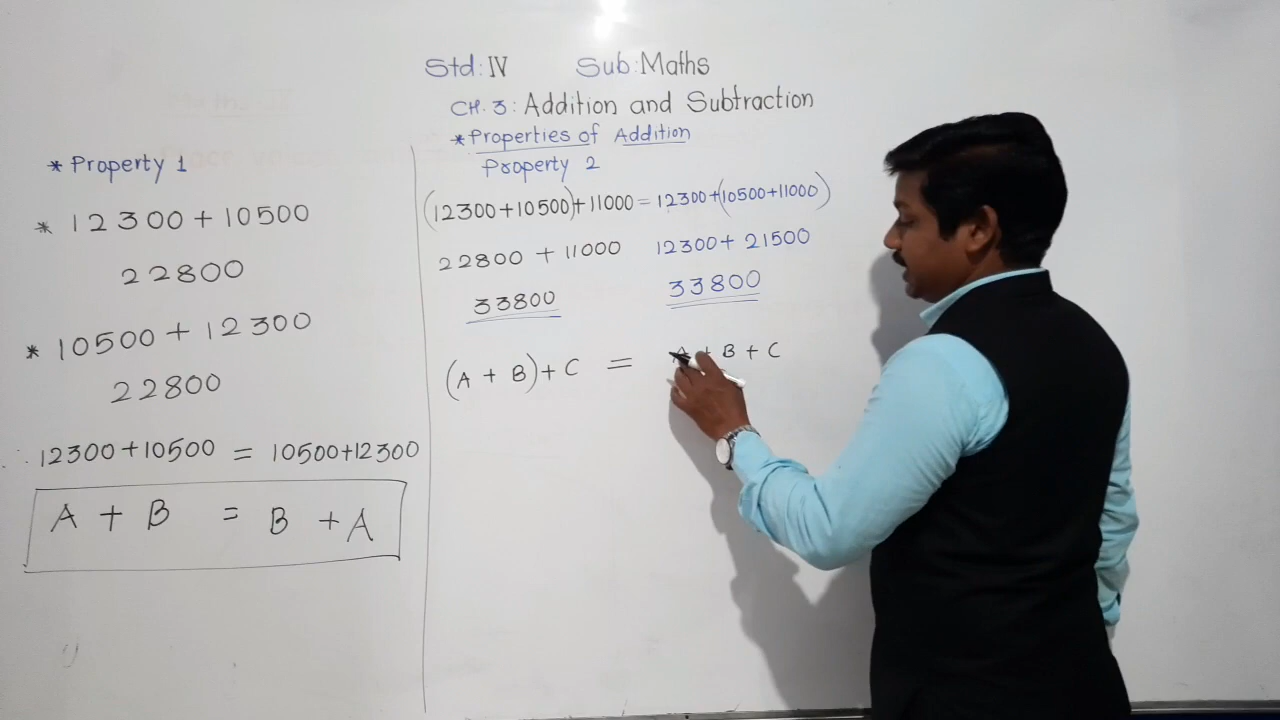 Std: IV Sub: Maths
CH. 3: Addition and Subtraction
* Properties of Addition
* Property 1
* 12300 + 10500
22800
* 10500 + 12300
22800
∴ 12300+10500 = 10500+12300
A + B = B + A
Property 2
(12300+10500)+11000 = 12300+(10500+11000)
22800 + 11000 12300+ 21500
33800 33800
(A + B)+ C = A + B + C